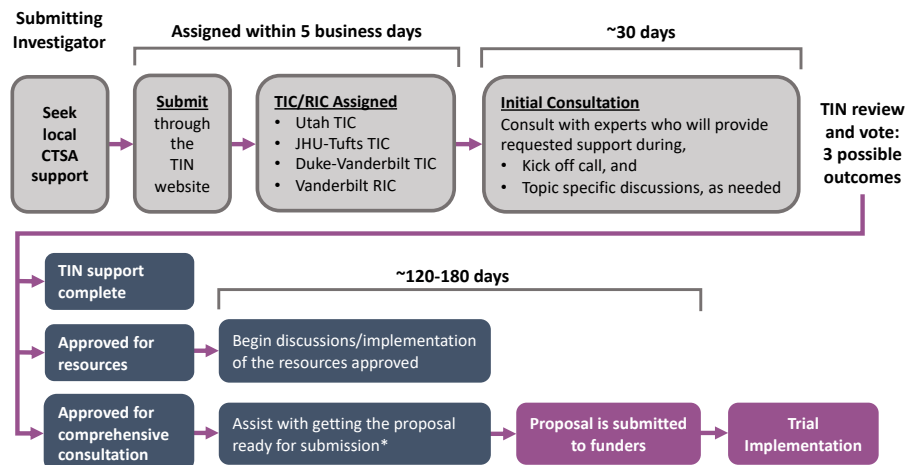 Submitting
Investigator
Assigned within 5 business days
~30 days
Seek
local
CTSA
support
Submit
through
the
TIN
website
TIC/RIC Assigned
• Utah TIC
• JHU-Tufts TIC
• Duke-Vanderbilt TIC
• Vanderbilt RIC
Initial Consultation
Consult with experts who will provide
requested support during,
• Kick off call, and
• Topic specific discussions, as needed
TIN review
and vote:
3 possible
outcomes
TIN support
complete
~120-180 days
Approved for
resources
Begin discussions/implementation
of the resources approved
Approved for
comprehensive
consultation
Assist with getting the proposal
ready for submission*
Proposal is submitted
to funders
Trial
Implementation